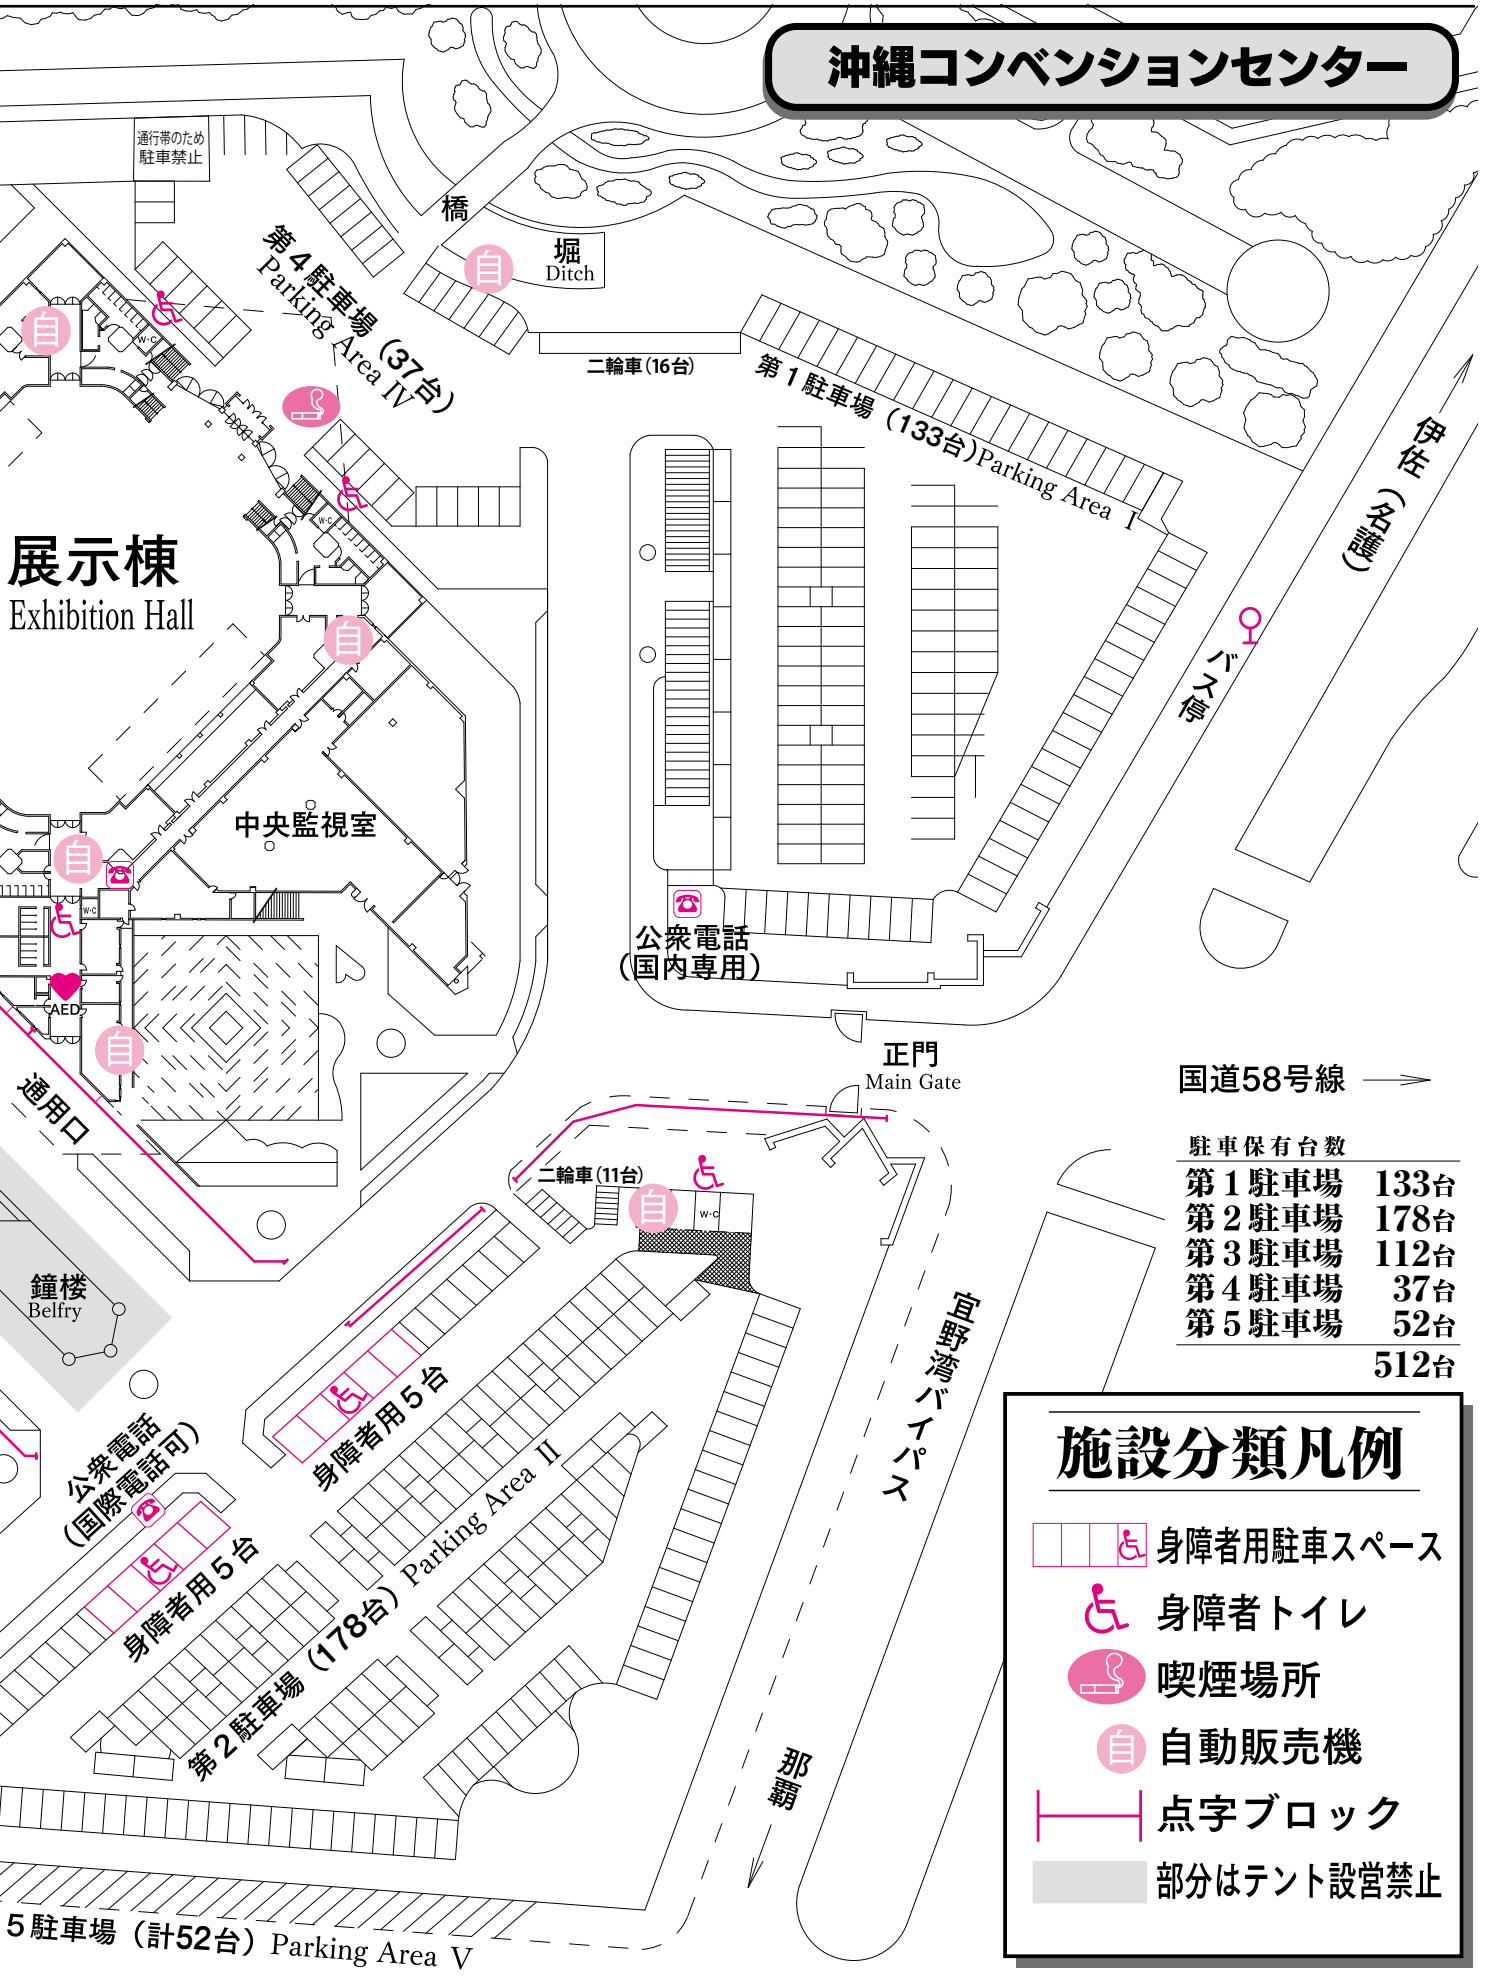 沖縄コンベンションセンター
通行帯のため
駐車禁止
橋
自
堀
Ditch
第4駐車場（37台）
Parking Area Ⅳ
自
W·C
二輪車（16台）
第1駐車場（133台）Parking Area Ⅰ
伊佐（名護）
W·C
展示棟
Exhibition Hall
自
バス停
中央監視室
自
W·C
公衆電話
（国内専用）
AED
自
正門
Main Gate
通用口
国道58号線
駐車保有台数
第1駐車場 133台
第2駐車場 178台
第3駐車場 112台
第4駐車場 37台
第5駐車場 52台
512台
二輪車（11台）
自
W·C
鐘楼
Belfry
宜野湾バイパス
身障者用5台
公衆電話
（国際電話可）
身障者用5台
第2駐車場（178台）Parking Area Ⅱ
那覇
5駐車場（計52台）Parking Area Ⅴ
施設分類凡例
身障者用駐車スペース
身障者トイレ
喫煙場所
自 自動販売機
点字ブロック
部分はテント設営禁止